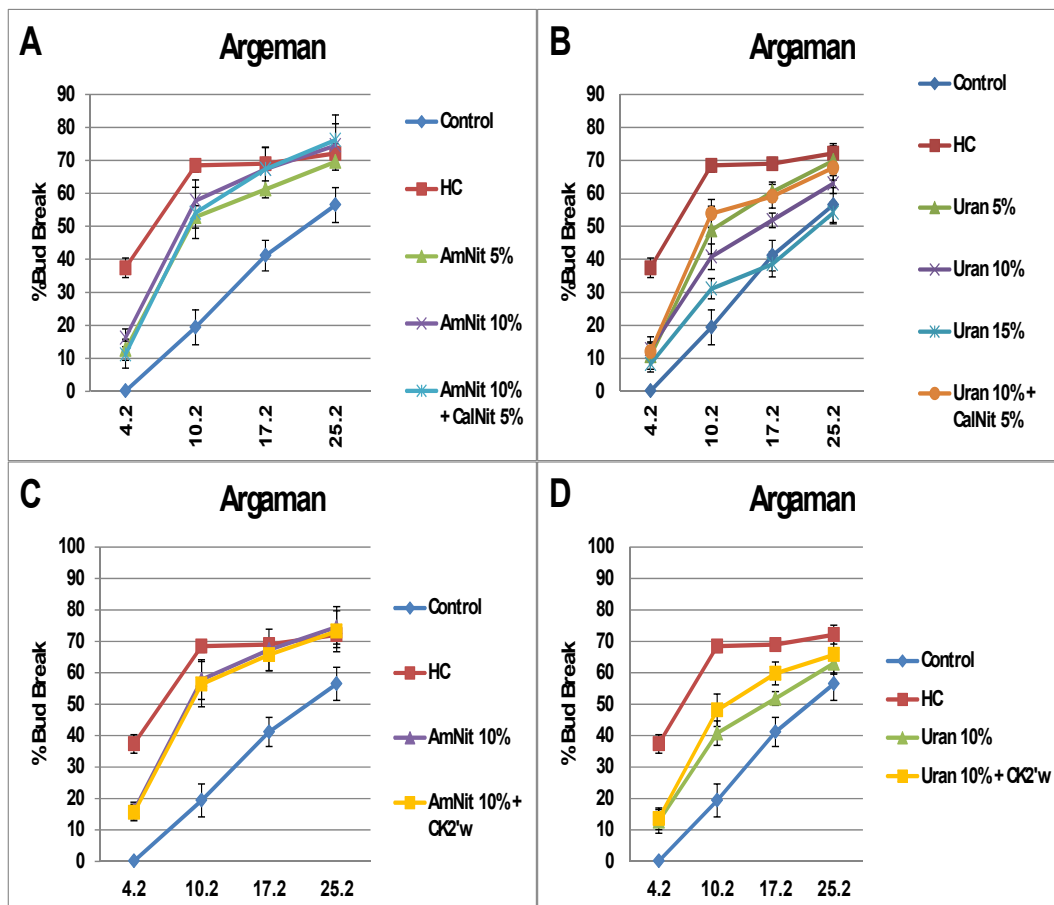 A
Argeman
%Bud Break
90
80
70
60
50
40
30
20
10
0
4.2
10.2
17.2
25.2
Control
HC
AmNit 5%
AmNit 10%
AmNit 10%
+ CalNit 5%
B
Argaman
%Bud Break
90
80
70
60
50
40
30
20
10
0
4.2
10.2
17.2
25.2
Control
HC
Uran 5%
Uran 10%
Uran 15%
Uran 10% +
CalNit 5%
C
Argaman
%Bud Break
100
90
80
70
60
50
40
30
20
10
0
4.2 10.2 17.2 25.2
Control
HC
AmNit 10%
AmNit 10% +
CK2'w
D
Argaman
%Bud Break
100
90
80
70
60
50
40
30
20
10
0
4.2 10.2 17.2 25.2
Control
HC
Uran 10%
Uran 10% + CK2'w